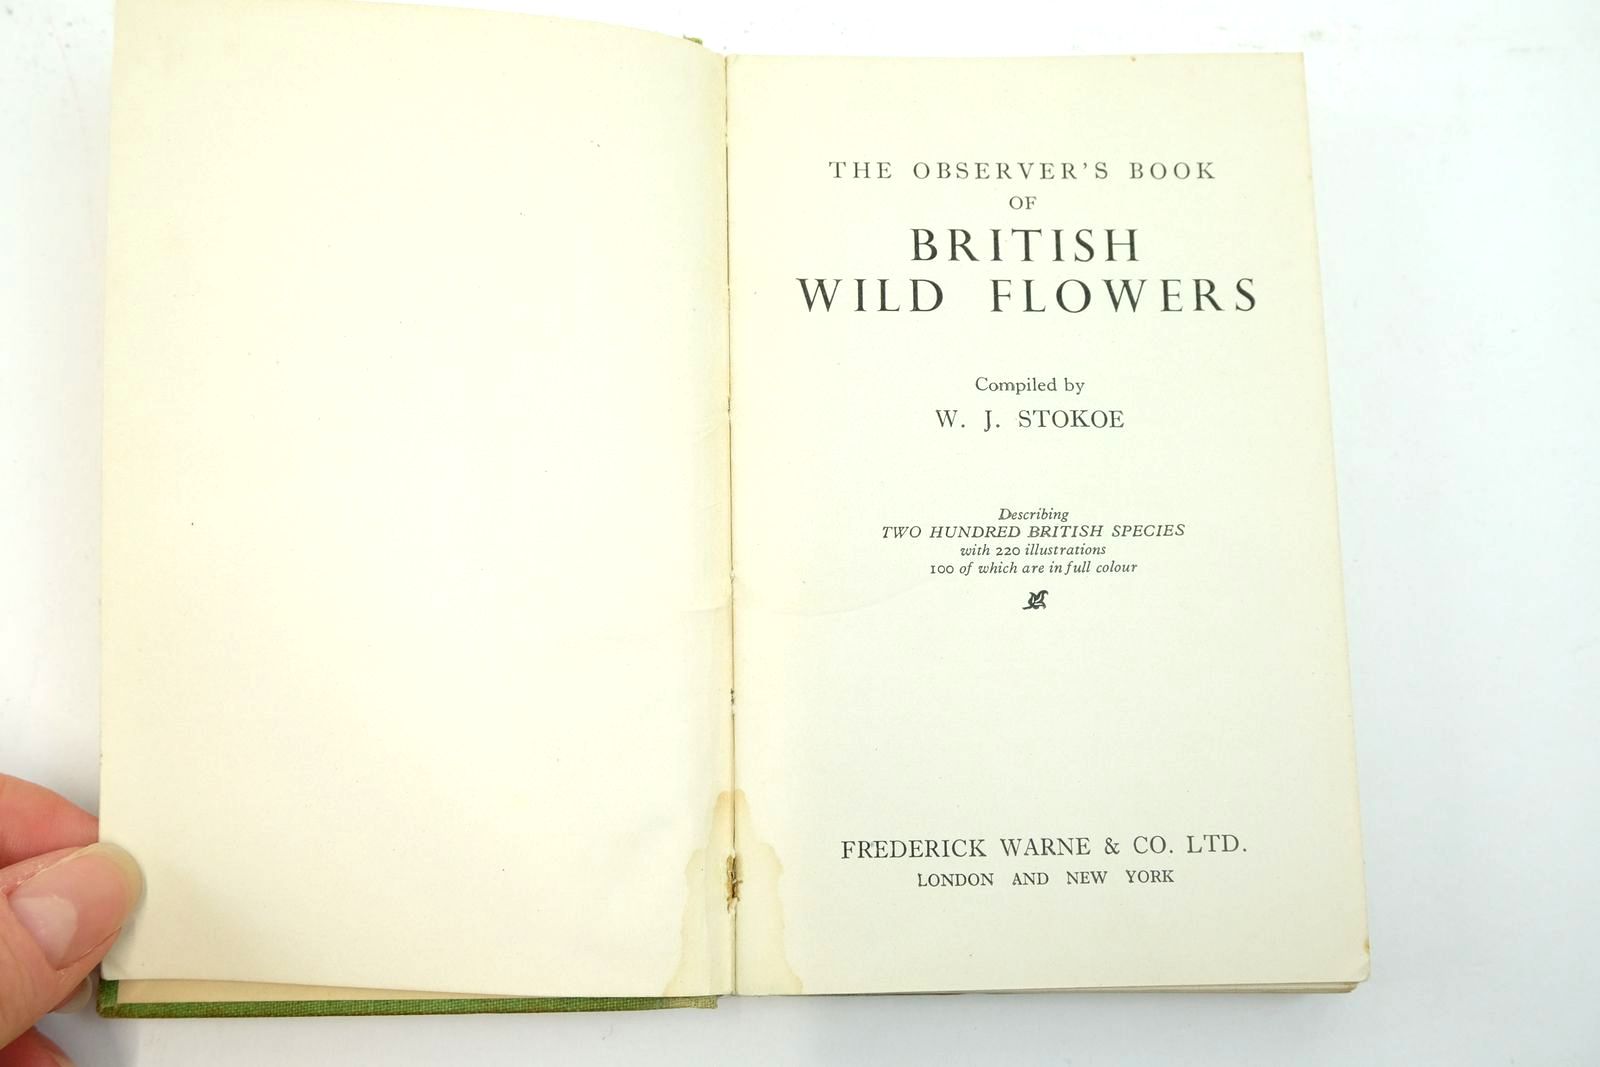 THE OBSERVER'S BOOK
OF
BRITISH
WILD FLOWERS
Compiled by
W. J. STOKOE
Describing
TWO HUNDRED BRITISH SPECIES
with 220 illustrations
100 of which are in full colour
FREDERICK WARNE & CO. LTD.
LONDON AND NEW YORK